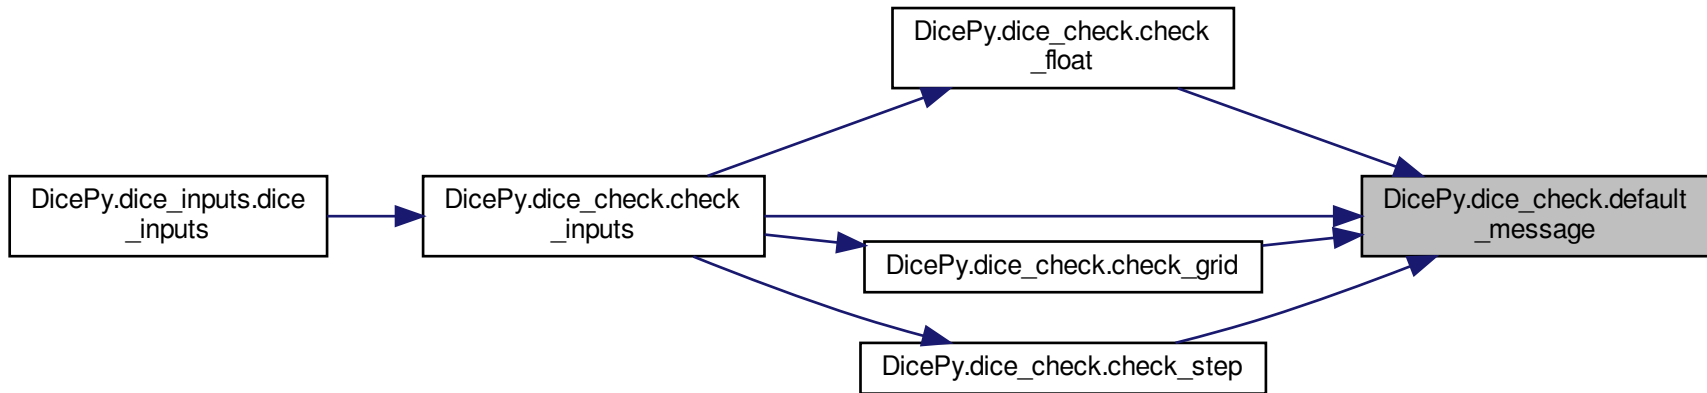 DicePy.dice_check.check
_float
DicePy.dice_inputs.dice
_inputs
DicePy.dice_check.check
_inputs
DicePy.dice_check.default
_message
DicePy.dice_check.check_grid
DicePy.dice_check.check_step